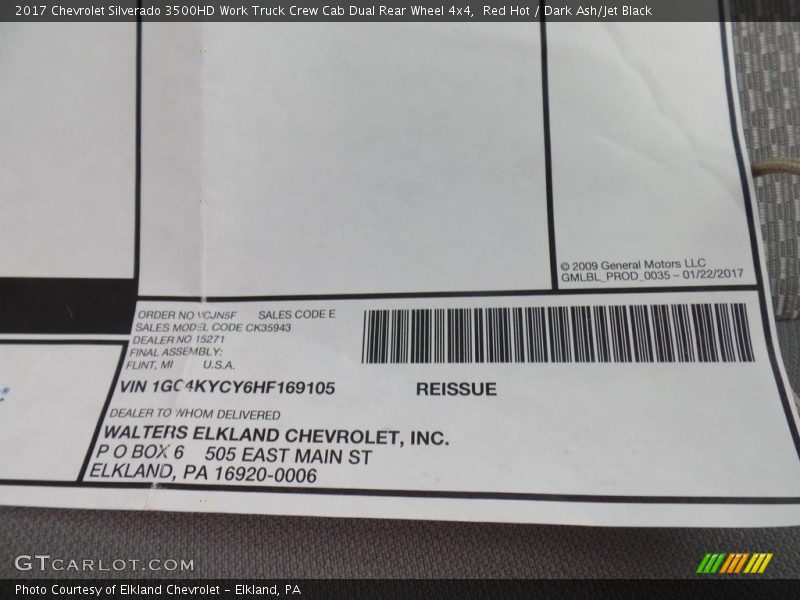 2017 Chevrolet Silverado 3500HD Work Truck Crew Cab Dual Rear Wheel 4x4,  Red Hot / Dark Ash/Jet Black
© 2009 General Motors LLC
GMLBL_PROD_0035 – 01/22/2017
ORDER NO VCJN5F SALES CODE E
SALES MODEL CODE CK35943
DEALER NO 15271
FINAL ASSEMBLY:
FLINT, MI U.S.A.
VIN 1GC4KYCY6HF169105 REISSUE
DEALER TO WHOM DELIVERED
WALTERS ELKLAND CHEVROLET, INC.
P O BOX 6 505 EAST MAIN ST
ELKLAND, PA 16920-0006
GTCARLOT.COM
Photo Courtesy of Elkland Chevrolet – Elkland, PA